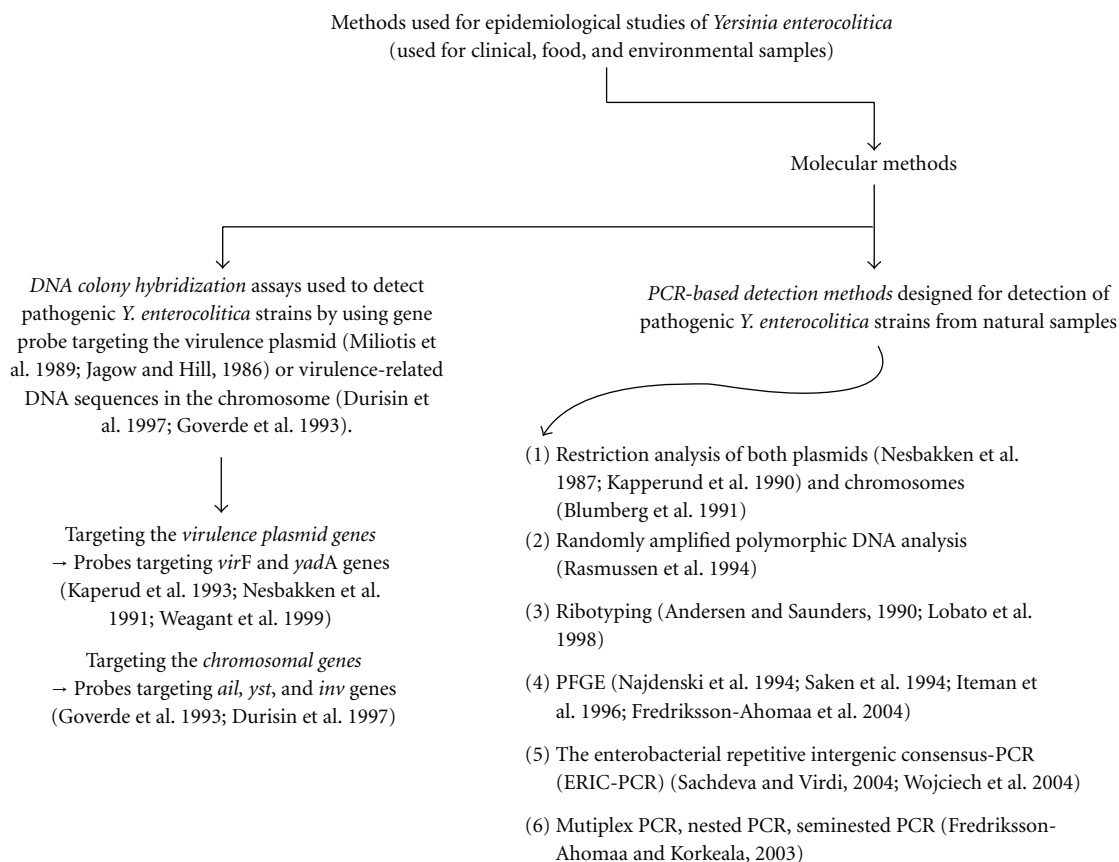 Methods used for epidemiological studies of Yersinia enterocolitica
(used for clinical, food, and environmental samples)
Molecular methods
DNA colony hybridization assays used to detect
pathogenic Y. enterocolitica strains by using gene
probe targeting the virulence plasmid (Miliotis et
al. 1989; Jagow and Hill, 1986) or virulence-related
DNA sequences in the chromosome (Durisin et
al. 1997; Goverde et al. 1993).
Targeting the virulence plasmid genes
→ Probes targeting virF and yadA genes
(Kaperud et al. 1993; Nesbakken et al.
1991; Weagant et al. 1999)
Targeting the chromosomal genes
→ Probes targeting ail, yst, and inv genes
(Goverde et al. 1993; Durisin et al. 1997)
PCR-based detection methods designed for detection of
pathogenic Y. enterocolitica strains from natural samples
(1) Restriction analysis of both plasmids (Nesbakken et al.
1987; Kapperund et al. 1990) and chromosomes
(Blumberg et al. 1991)
(2) Randomly amplified polymorphic DNA analysis
(Rasmussen et al. 1994)
(3) Ribotyping (Andersen and Saunders, 1990; Lobato et al.
1998)
(4) PFGE (Najdenski et al. 1994; Saken et al. 1994; Iteman et
al. 1996; Fredriksson-Ahomaa et al. 2004)
(5) The enterobacterial repetitive intergenic consensus-PCR
(ERIC-PCR) (Sachdeva and Virdi, 2004; Wojciech et al. 2004)
(6) Mutiplex PCR, nested PCR, seminested PCR (Fredriksson-
Ahomaa and Korkeala, 2003)